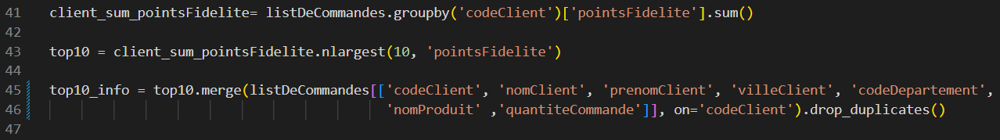 41 client_sum_pointsFidelite= listDeCommandes.groupby('codeClient')['pointsFidelite'].sum()
42
43 top10 = client_sum_pointsFidelite.nlargest(10, 'pointsFidelite')
44
45 top10_info = top10.merge(listDeCommandes[['codeClient', 'nomClient', 'prenomClient', 'villeClient', 'codeDepartement',
46 'nomProduit' ,'quantiteCommande']], on='codeClient').drop_duplicates()
47